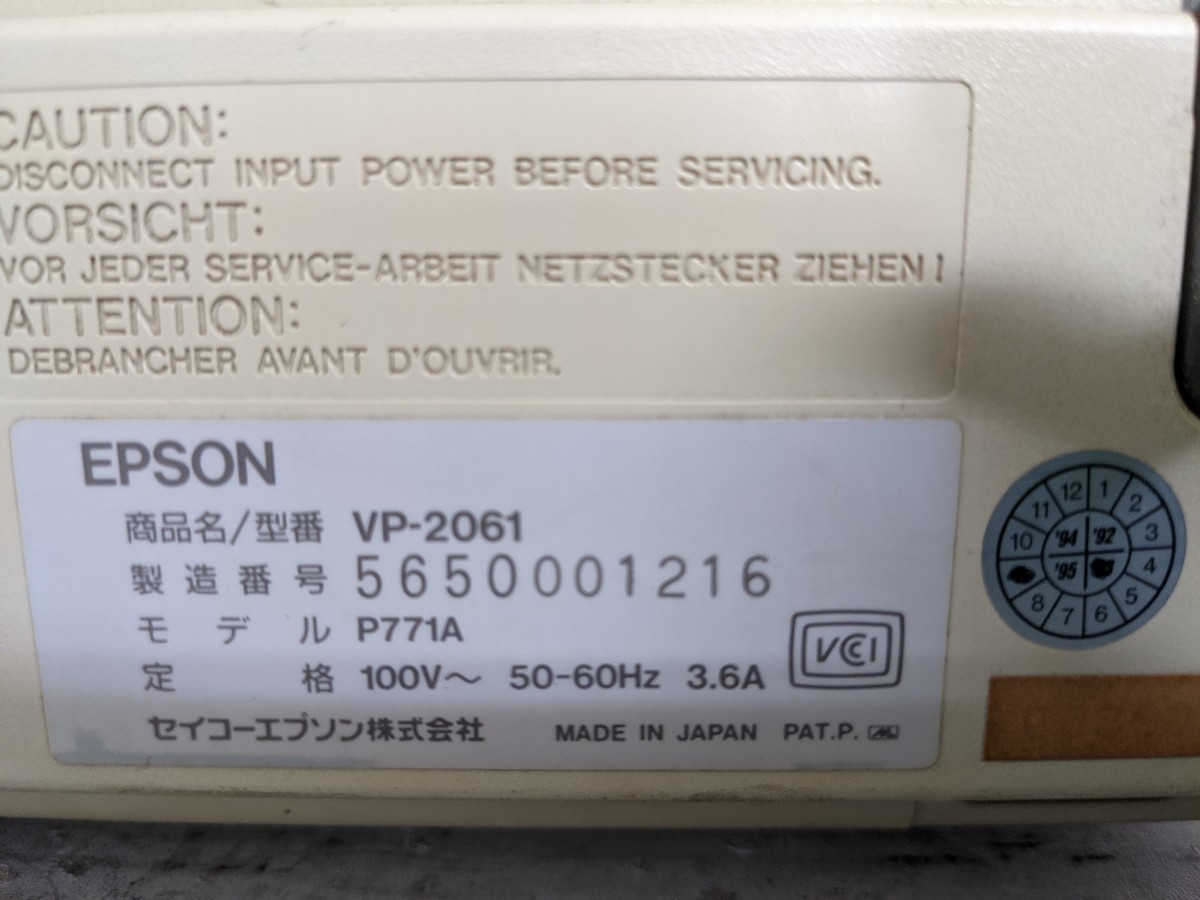 CAUTION:
DISCONNECT INPUT POWER BEFORE SERVICING.
VORSICHT:
VOR JEDER SERVICE-ARBEIT NETZSTECKER ZIEHEN!
ATTENTION:
DEBRANCHER AVANT D'OUVRIR.
EPSON
商品名/型番 VP-2061
製造番号 5650001216
モデル P771A
定格 100V～ 50-60Hz 3.6A
VCCI
セイコーエプソン株式会社 MADE IN JAPAN PAT.P.
12 1 2 3 4 5 6 7 8 10 11
'94 '92
'95